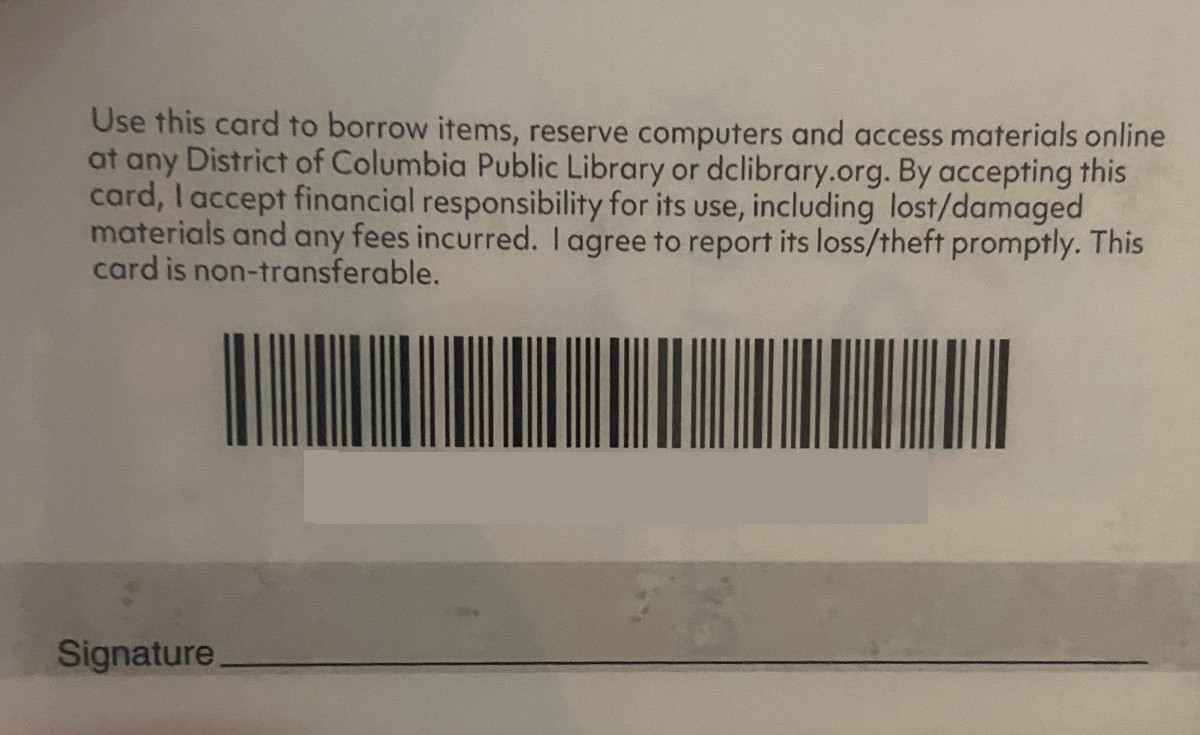 Use this card to borrow items, reserve computers and access materials online
at any District of Columbia Public Library or dclibrary.org. By accepting this
card, I accept financial responsibility for its use, including lost/damaged
materials and any fees incurred. I agree to report its loss/theft promptly. This
card is non-transferable.
Signature